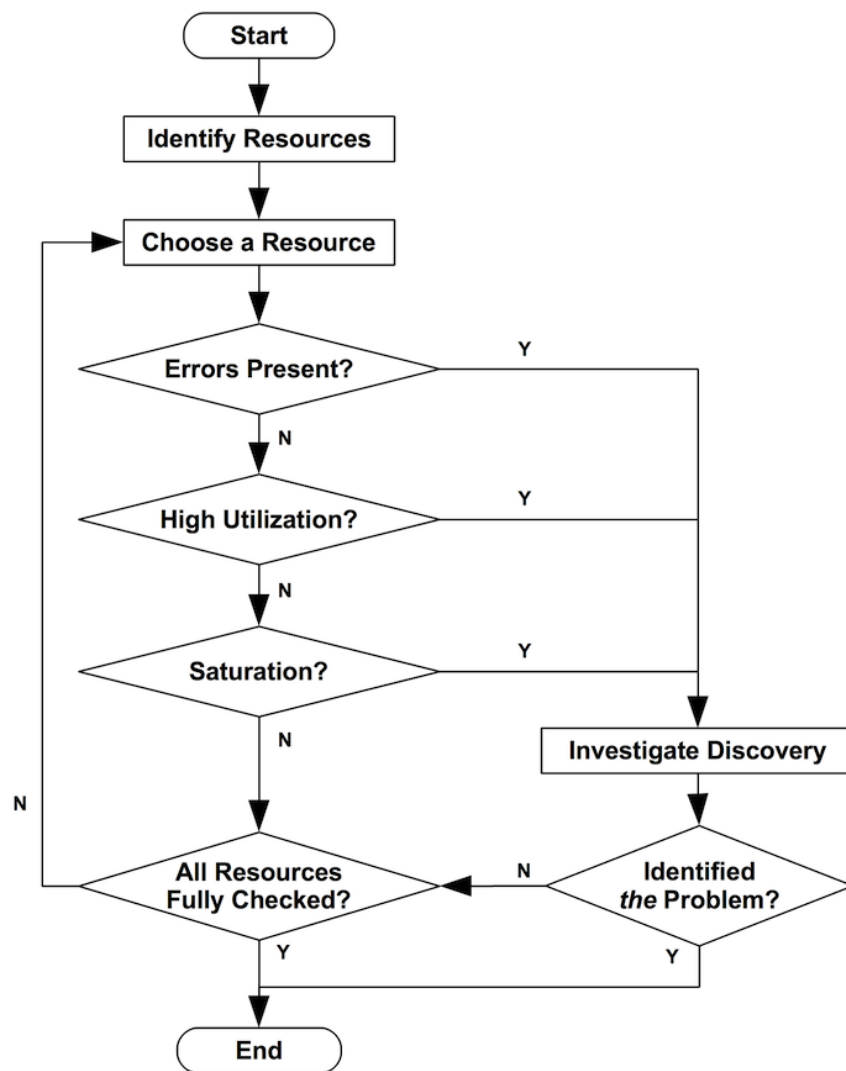 Start
Identify Resources
Choose a Resource
Errors Present?
Y
N
High Utilization?
Y
N
Saturation?
Y
N
Investigate Discovery
N
All Resources
Fully Checked?
N
Identified
the Problem?
Y
Y
End